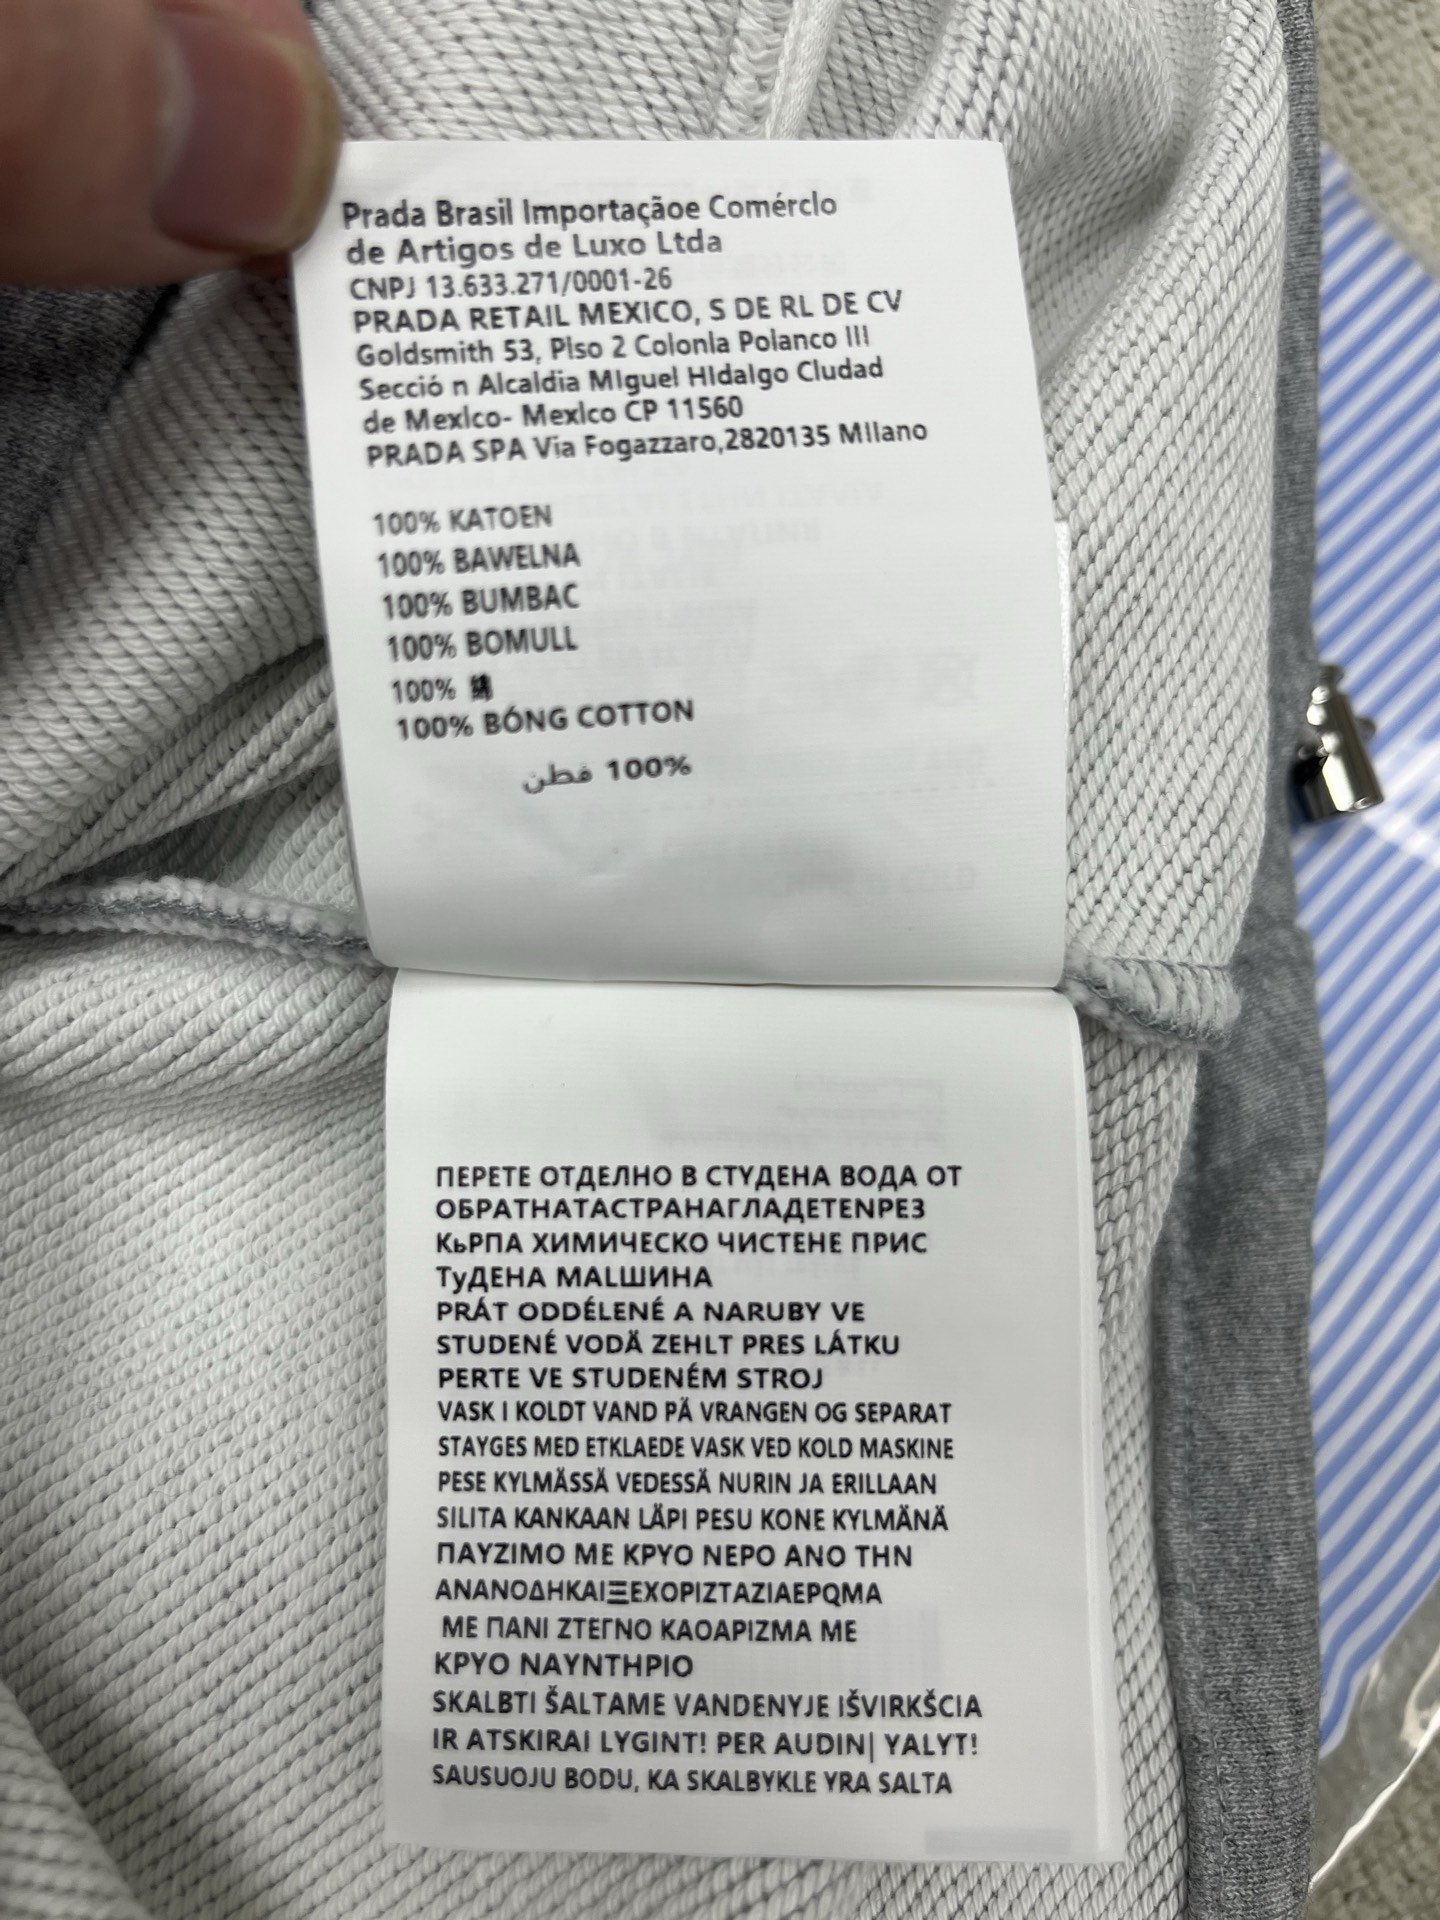 Prada Brasil Importaçãoe Comérclo
de Artigos de Luxo Ltda
CNPJ 13.633.271/0001-26
PRADA RETAIL MEXICO, S DE RL DE CV
Goldsmith 53, Plso 2 Colonla Polanco III
Secció n Alcaldia MIguel HIdalgo Cludad
de Mexlco- Mexlco CP 11560
PRADA SPA Via Fogazzaro,2820135 MIlano
100% KATOEN
100% BAWELNA
100% BUMBAC
100% BOMULL
100% 綿
100% BÓNG COTTON
100% قطن
ПЕРЕТЕ ОТДЕЛНО В СТУДЕНА ВОДА ОТ
ОБРАТНАТАСТРАНАГЛАДЕТЕNРЕЗ
КьРПА ХИМИЧЕСКО ЧИСТЕНЕ ПРИС
ТуДЕНА МАLШИНА
PRÁT ODDÉLENÉ A NARUBY VE
STUDENÉ VODÄ ZEHLT PRES LÁTKU
PERTE VE STUDENÉM STROJ
VASK I KOLDT VAND PÄ VRANGEN OG SEPARAT
STAYGES MED ETKLAEDE VASK VED KOLD MASKINE
PESE KYLMÄSSÄ VEDESSÄ NURIN JA ERILLAAN
SILITA KANKAAN LÄPI PESU KONE KYLMÄNÄ
ΠΑΥΖΙΜΟ ΜΕ ΚΡΥΟ ΝΕΡΟ ΑΝΟ ΤΗΝ
ΑΝΑΝΟΔΗΚΑΙΞΕΧΟΡΙΖΤΑΖΙΑΕΡQΜΑ
ΜΕ ΠΑΝΙ ΖΤΕΓΝΟ ΚΑΟΑΡΙΖΜΑ ΜΕ
ΚΡΥΟ ΝΑΥΝΤΗΡΙΟ
SKALBTI ŠALTAME VANDENYJE IŠVIRKŠCIA
IR ATSKIRAI LYGINT! PER AUDIN| YALYT!
SAUSUOJU BODU, KA SKALBYKLE YRA SALTA